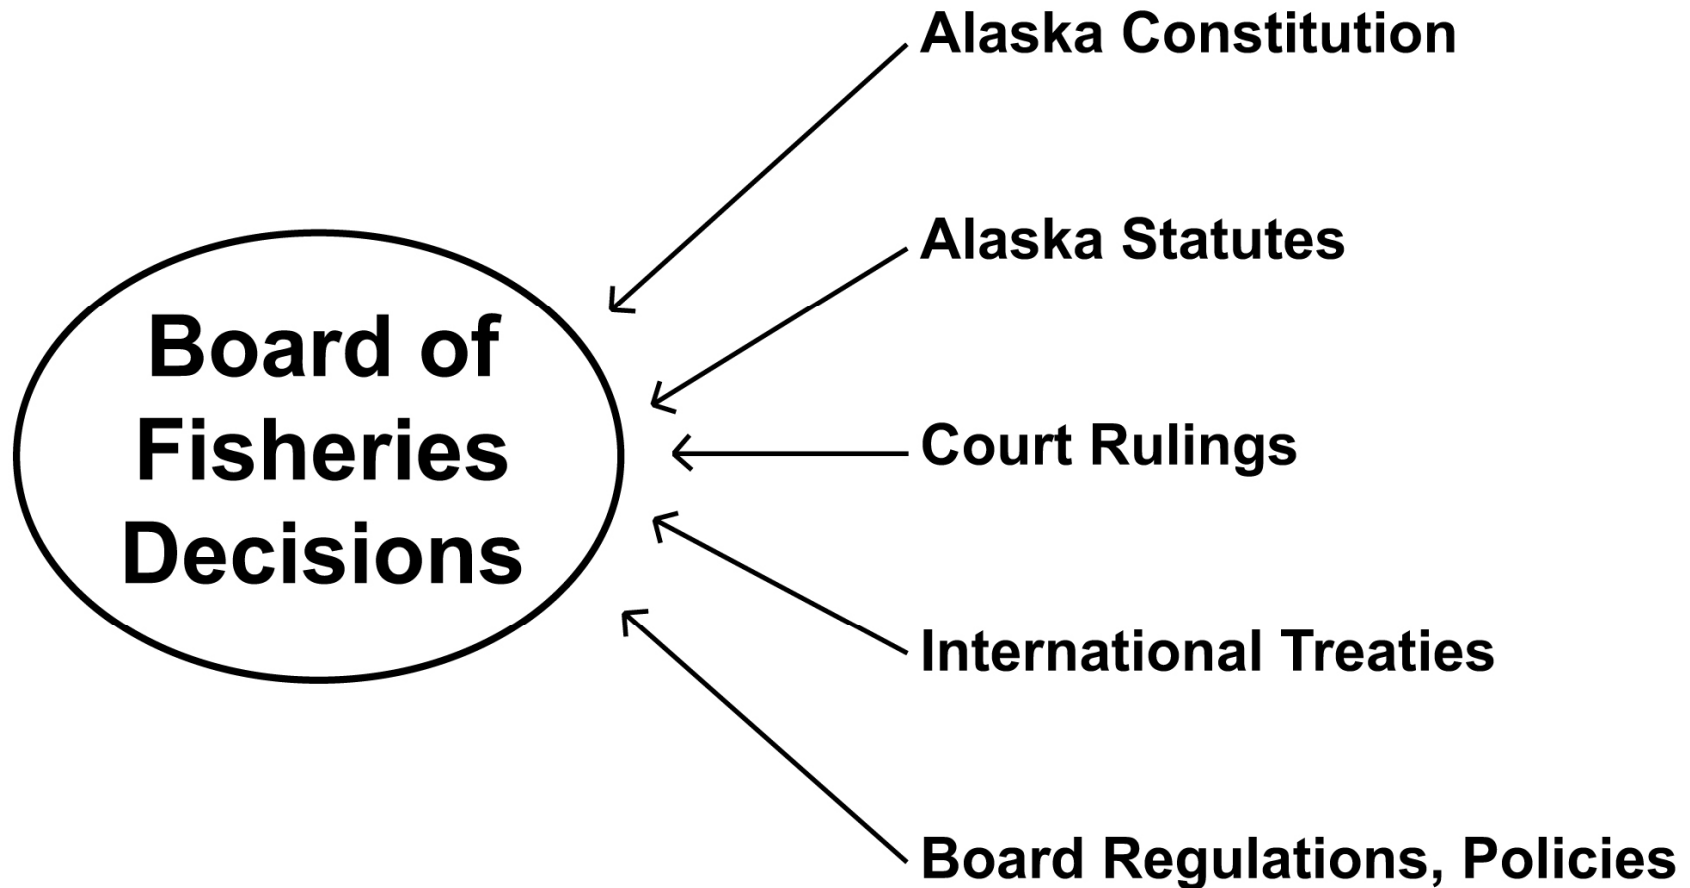 Board of
Fisheries
Decisions
Alaska Constitution
Alaska Statutes
Court Rulings
International Treaties
Board Regulations, Policies